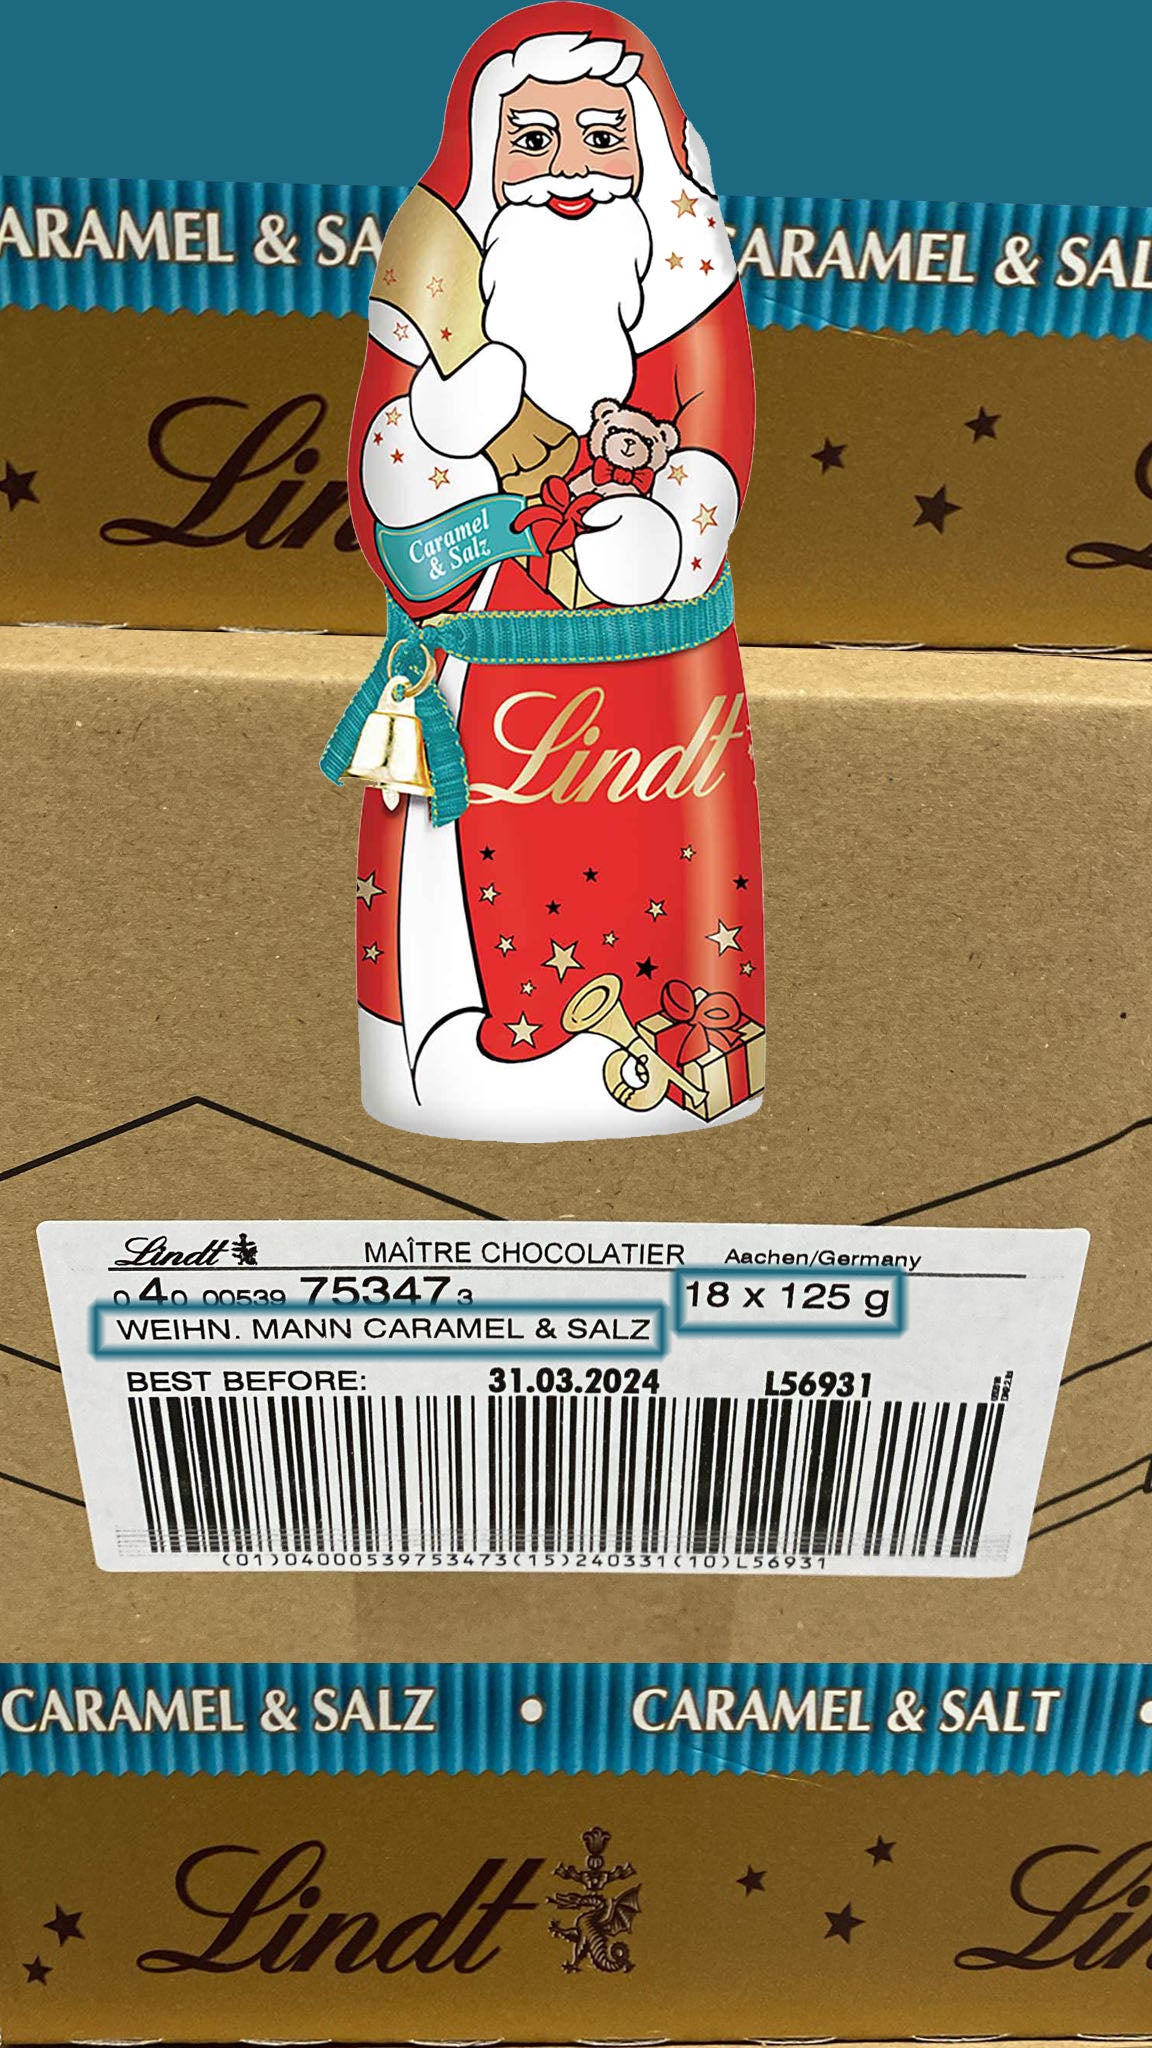 ARAMEL & SA
CARAMEL & SAL
Lin
Caramel
& Salz
Lindt
Lindt MAÎTRE CHOCOLATIER Aachen/Germany
0 40 00539 75347 3 18 x 125 g
WEIHN. MANN CARAMEL & SALZ
BEST BEFORE: 31.03.2024 L56931
(01)04000539753473(15)240331(10)L56931
CARAMEL & SALZ • CARAMEL & SALT •
Lindt Lin